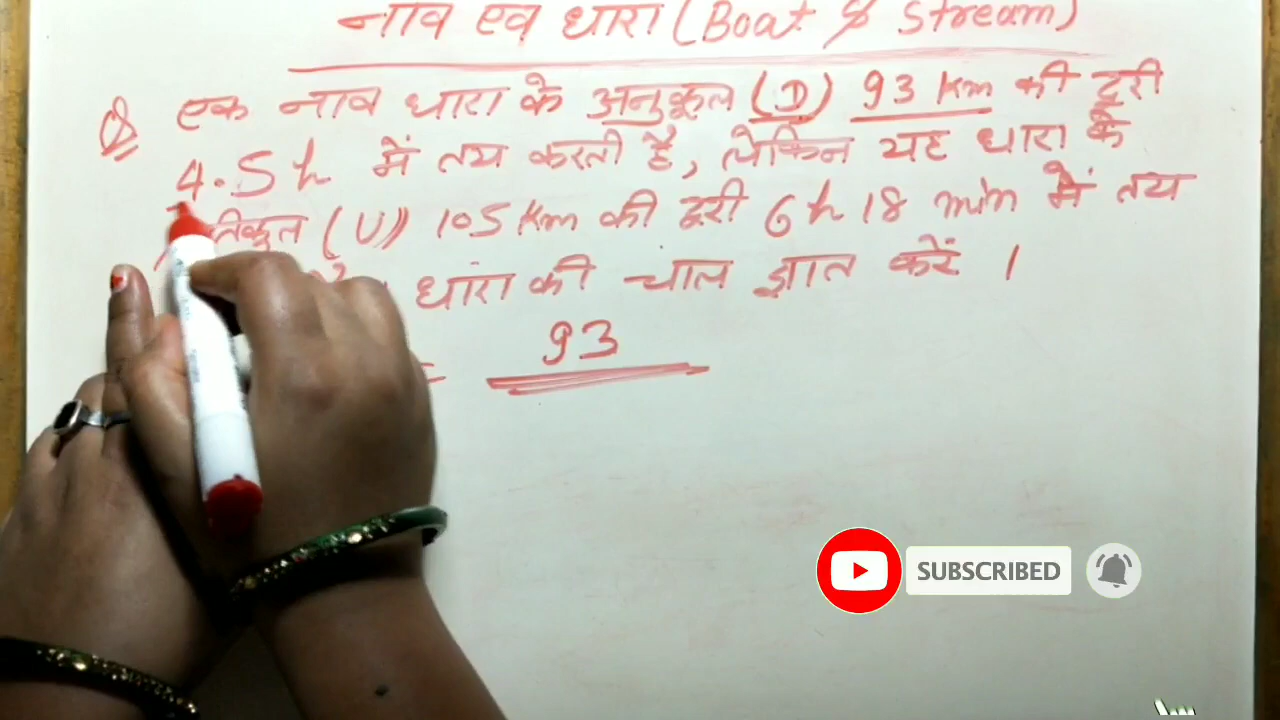 नाव एव धारा (Boat & Stream)
Q एक नाव धारा के अनुकूल (D) 93 Km की दूरी
4.5 h में तय करती है, लेकिन यह धारा के
(U) 105 Km की दूरी 6 h 18 min में तय
धारा की चाल ज्ञात करें ।
= 93
SUBSCRIBED